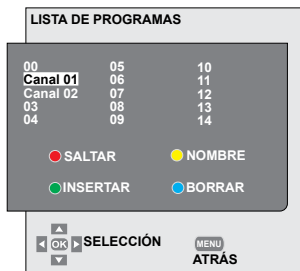 LISTA DE PROGRAMAS
00 05 10
Canal 01 06 11
Canal 02 07 12
03 08 13
04 09 14
SALTAR NOMBRE
INSERTAR BORRAR
OK SELECCIÓN MENU
ATRÁS